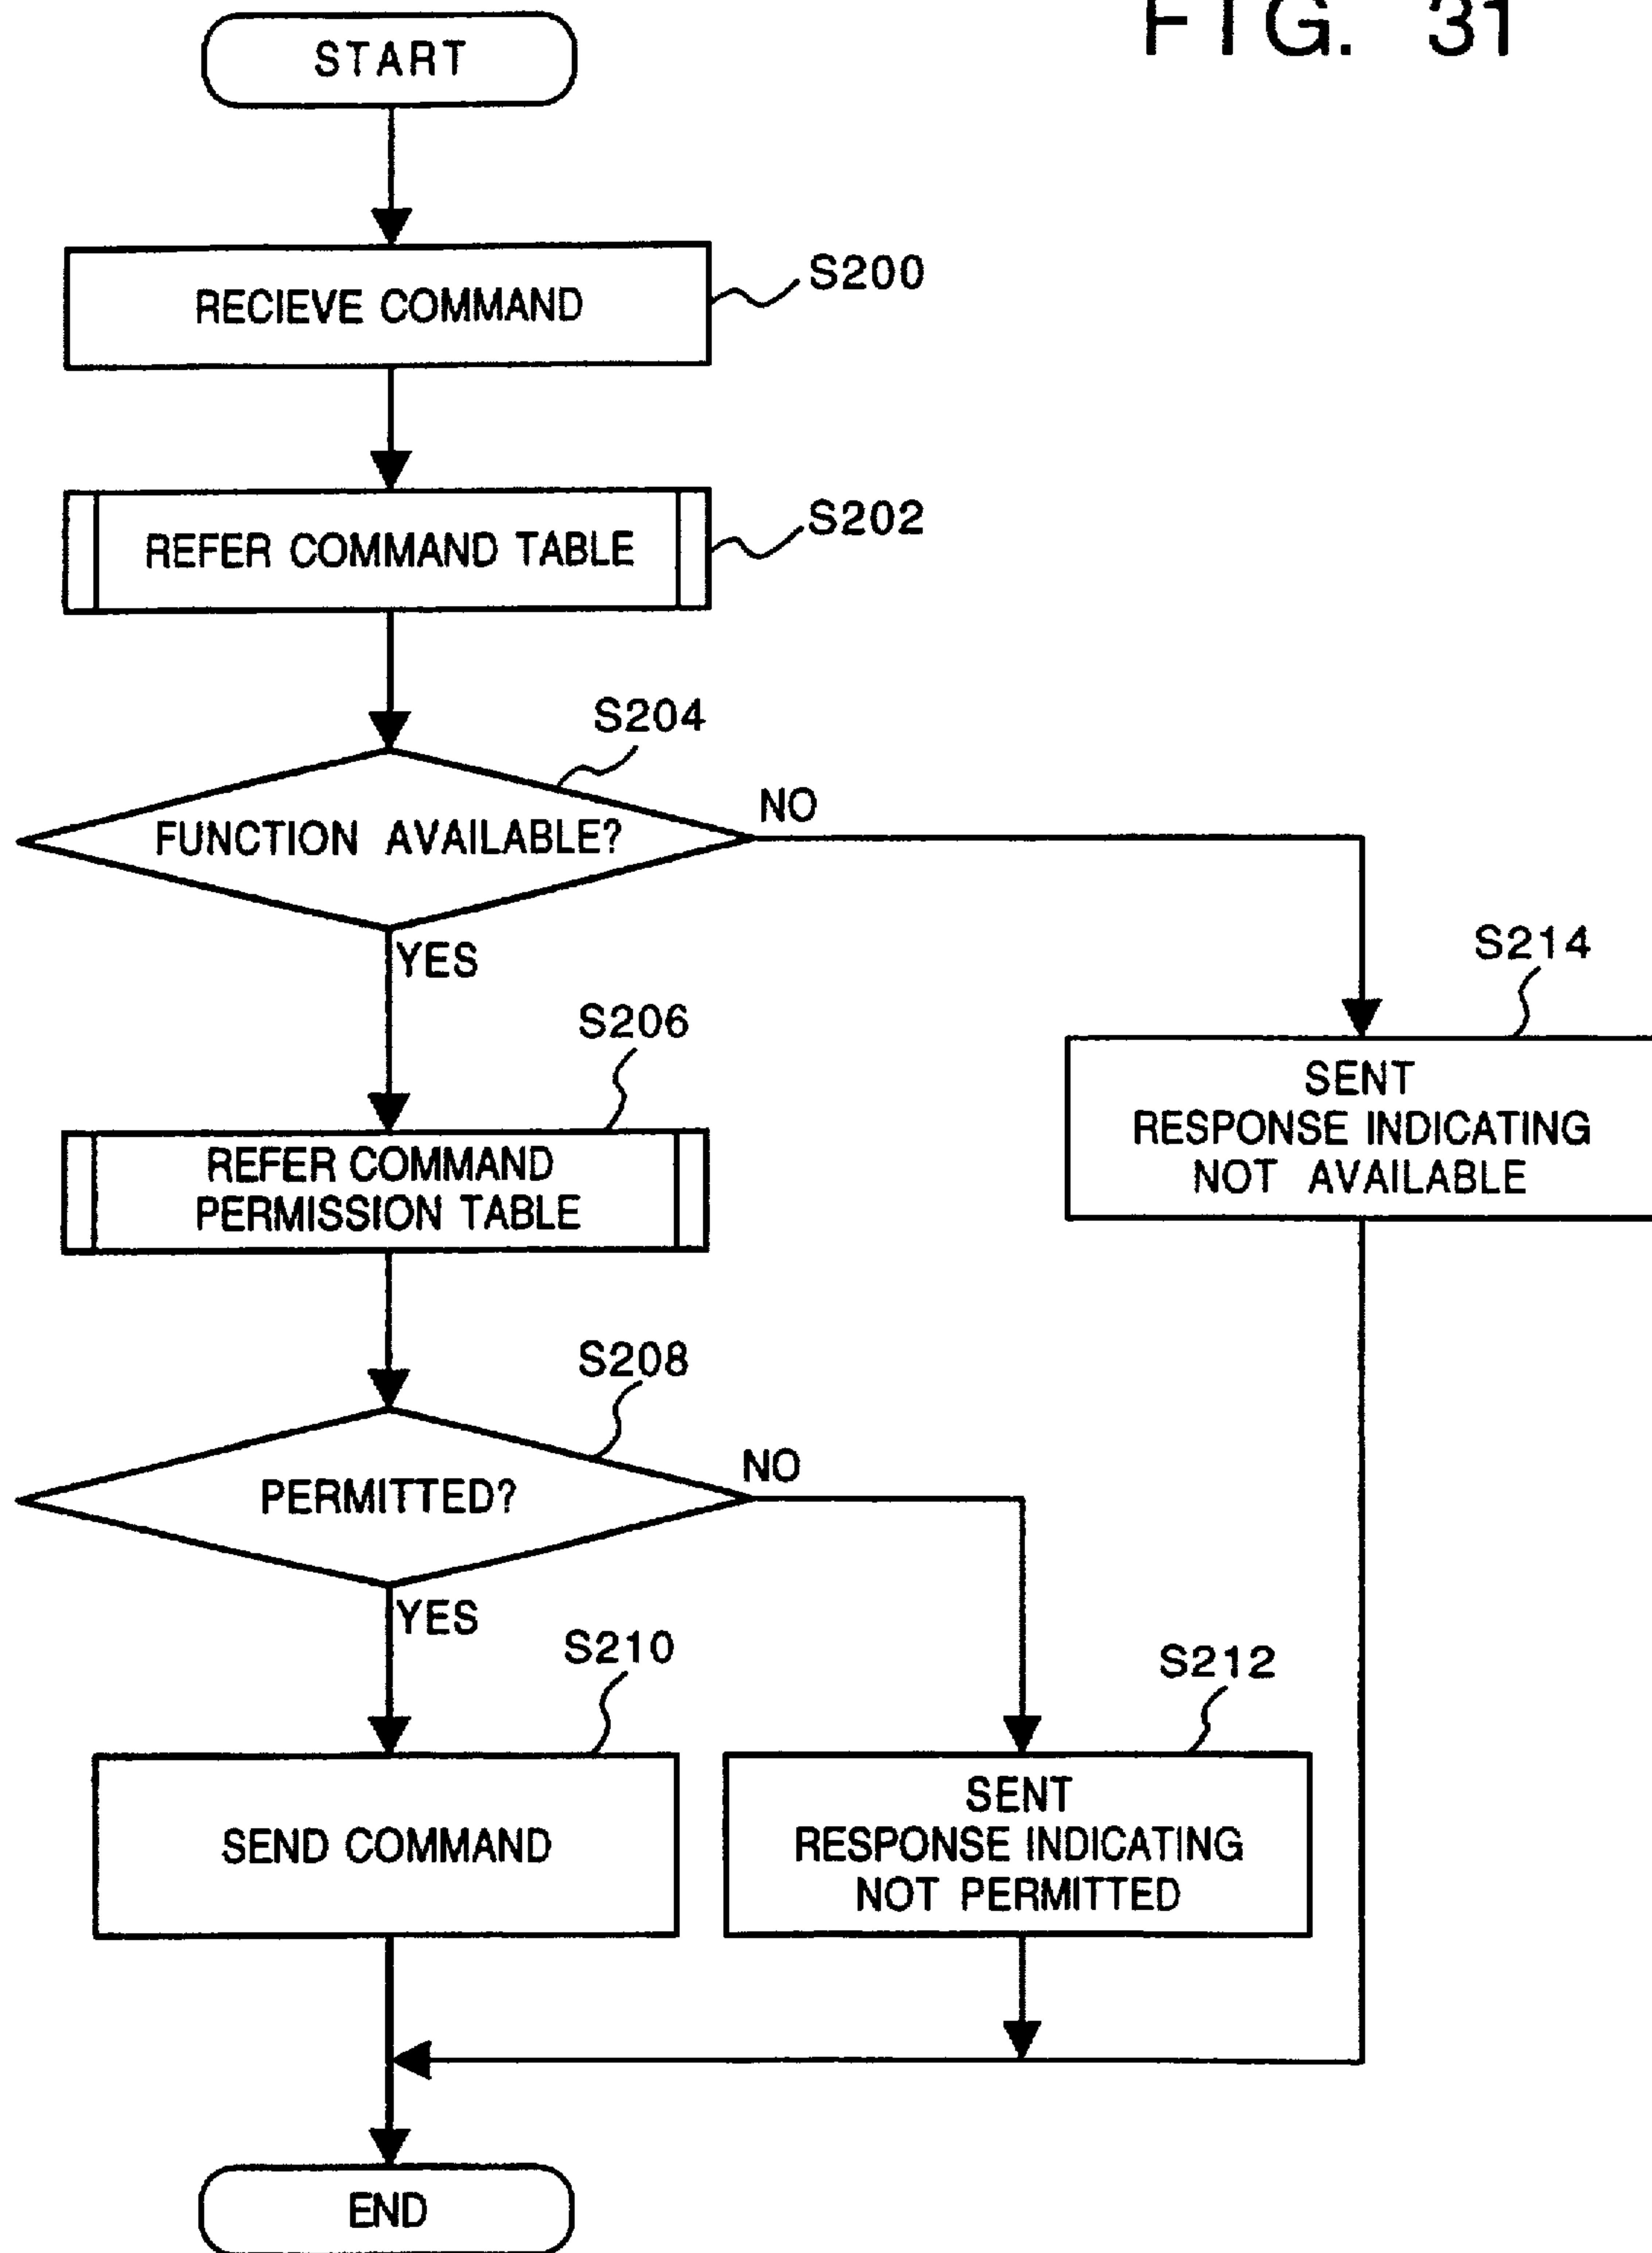 FIG. 31
START
RECIEVE COMMAND
S200
REFER COMMAND TABLE
S202
S204
FUNCTION AVAILABLE?
NO
YES
S214
SENT
RESPONSE INDICATING
NOT AVAILABLE
S206
REFER COMMAND
PERMISSION TABLE
S208
PERMITTED?
NO
YES
S210
SEND COMMAND
S212
SENT
RESPONSE INDICATING
NOT PERMITTED
END